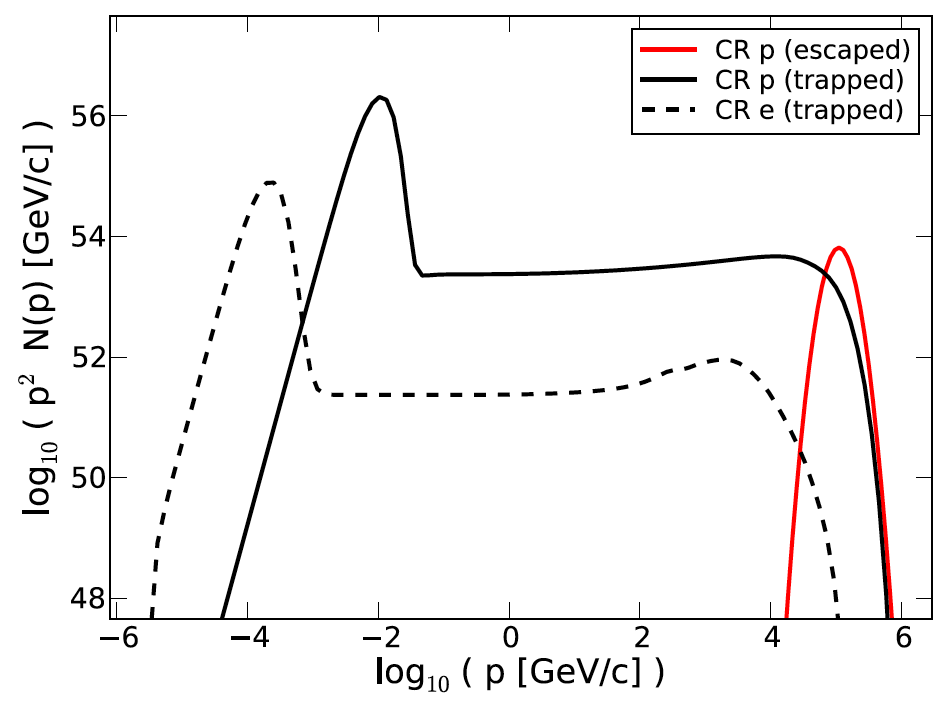 CR p (escaped)
CR p (trapped)
CR e (trapped)
56
54
52
50
48
−6 −4 −2 0 2 4 6
log10 ( p [GeV/c] )
log10 ( p2 N(p) [GeV/c] )